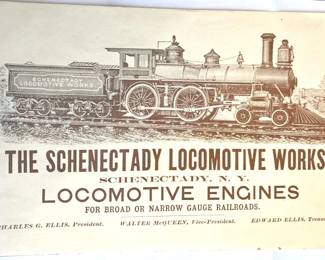 SCHENECTADY
LOCOMOTIVE WORKS.
THE SCHENECTADY LOCOMOTIVE WORKS
SCHENECTADY, N. Y.
LOCOMOTIVE ENGINES
FOR BROAD OR NARROW GAUGE RAILROADS.
CHARLES G. ELLIS, President. WALTER McQUEEN, Vice-President. EDWARD ELLIS, Treas